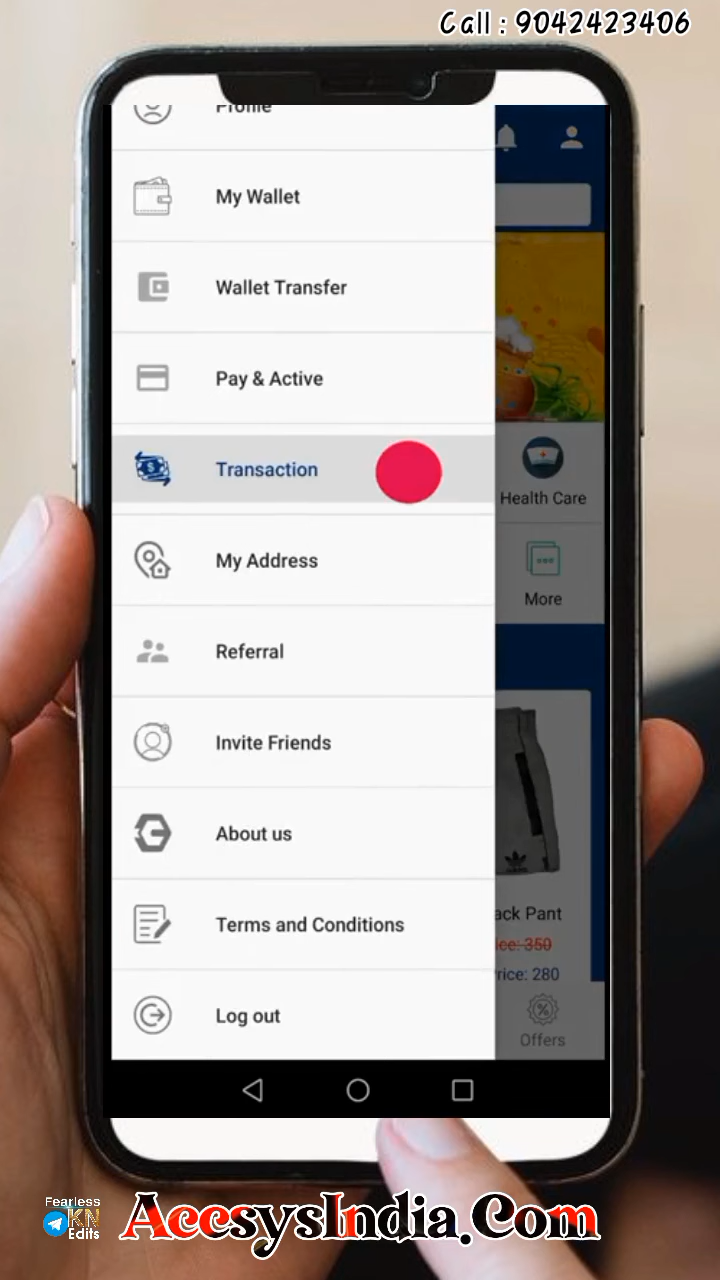 Call : 9042423406
Profile
My Wallet
Wallet Transfer
Pay & Active
Transaction
Health Care
My Address
More
Referral
Invite Friends
About us
ack Pant
Terms and Conditions
ice: 350
rice: 280
Log out
Offers
Fearless
KN
Edits
AccsysIndia.Com